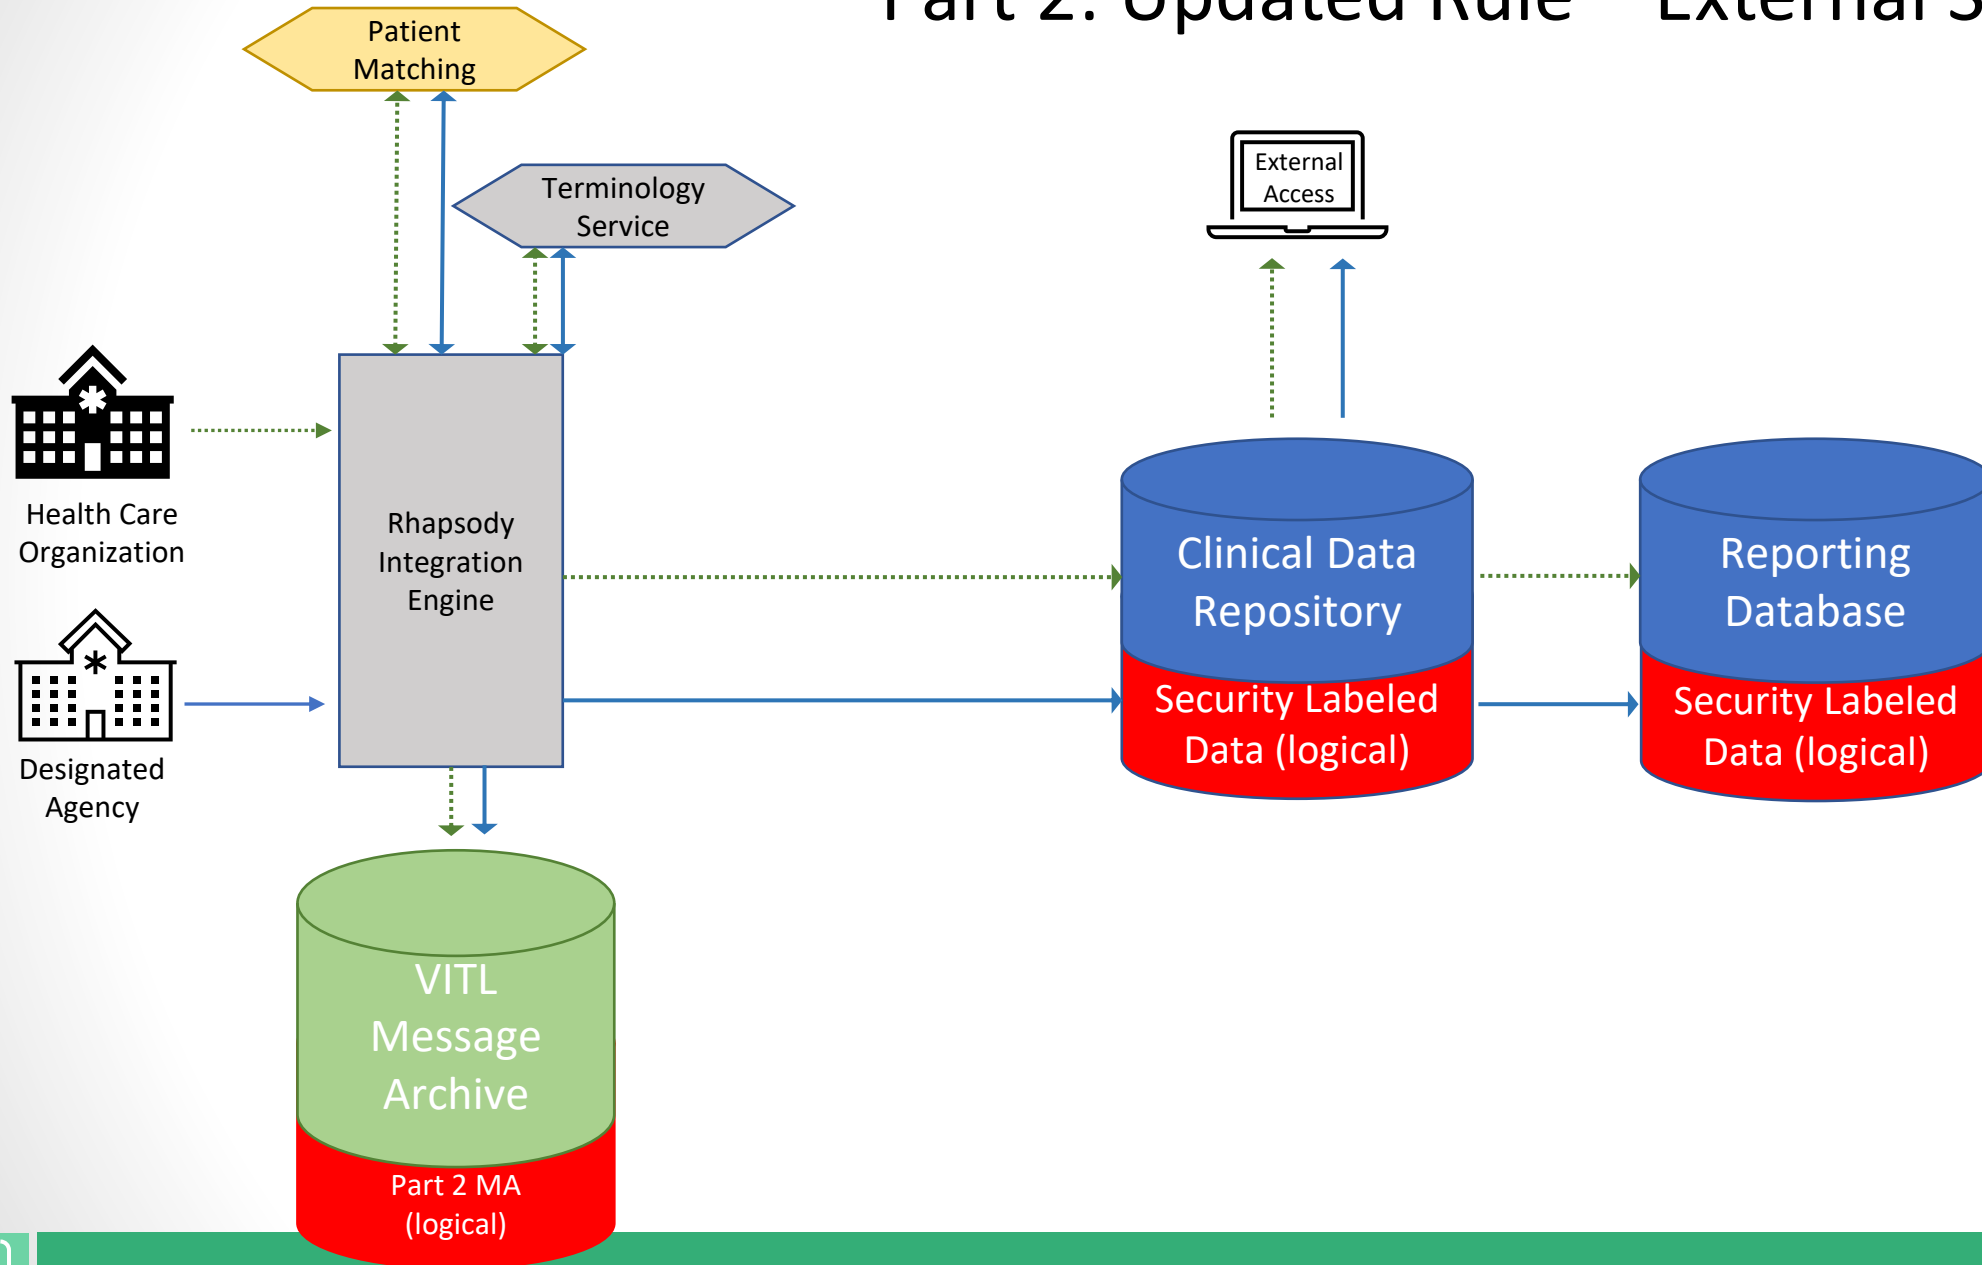 Part 2: Updated Rule – External S
Patient
Matching
Terminology
Service
External
Access
Health Care
Organization
Rhapsody
Integration
Engine
Clinical Data
Repository
Reporting
Database
Security Labeled
Data (logical)
Security Labeled
Data (logical)
Designated
Agency
VITL
Message
Archive
Part 2 MA
(logical)